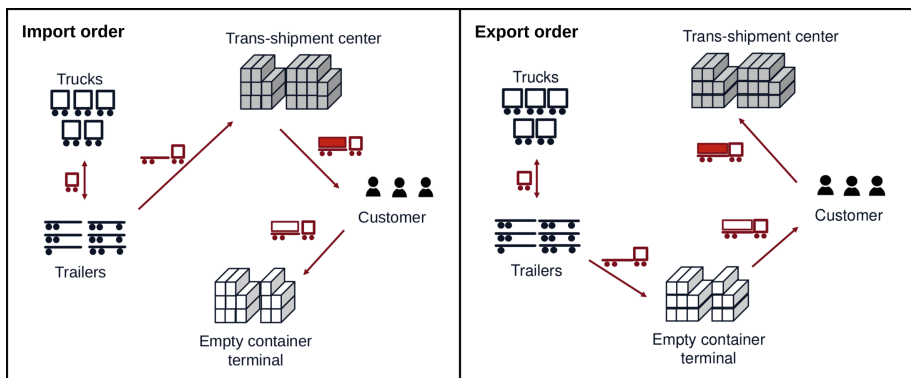 Import order
Trans-shipment center
Trucks
Customer
Trailers
Empty container
terminal
Export order
Trans-shipment center
Trucks
Customer
Trailers
Empty container
terminal